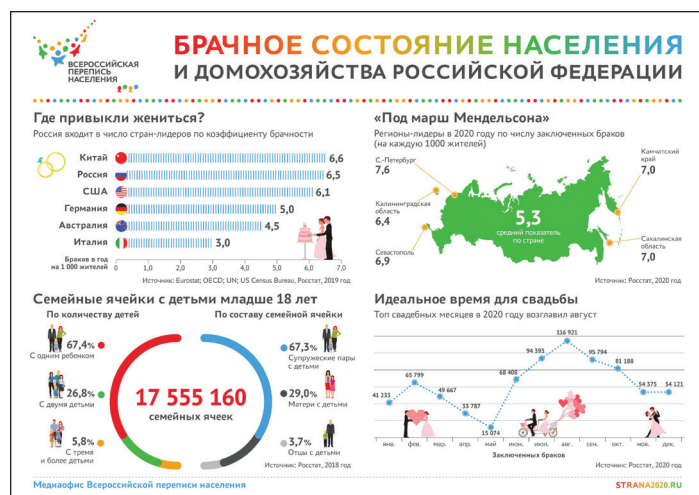 ВСЕРОССИЙСКАЯ
ПЕРЕПИСЬ
НАСЕЛЕНИЯ
БРАЧНОЕ СОСТОЯНИЕ НАСЕЛЕНИЯ
И ДОМОХОЗЯЙСТВА РОССИЙСКОЙ ФЕДЕРАЦИИ
Где привыкли жениться?
Россия входит в число стран-лидеров по коэффициенту брачности
Китай 6,6
Россия 6,5
США 6,1
Германия 5,0
Австралия 4,5
Италия 3,0
Браков в год
на 1 000 жителей
0 1,0 2,0 3,0 4,0 5,0 6,0 7,0
Источник: Eurostat; OECD; UN; US Census Bureau, Росстат, 2019 год
«Под марш Мендельсона»
Регионы-лидеры в 2020 году по числу заключенных браков
(на каждую 1000 жителей)
С.-Петербург
7,6
Калининградская
область
6,4
Севастополь
6,9
5,3
средний показатель
по стране
Камчатский
край
7,0
Сахалинская
область
7,0
Источник: Росстат, 2020 год
Семейные ячейки с детьми младше 18 лет
По количеству детей
67,4%
С одним ребенком
26,8%
С двумя детьми
5,8%
С тремя
и более детьми
17 555 160
семейных ячеек
По составу семейной ячейки
67,3%
Супружеские пары
с детьми
29,0%
Матери с детьми
3,7%
Отцы с детьми
Источник: Росстат, 2018 год
Идеальное время для свадьбы
Топ свадебных месяцев в 2020 году возглавил август
41 235
65 799
49 667
33 787
15 074
68 408
94 393
116 921
95 794
81 188
54 375
54 121
янв. фев. мар. апр. май июн. июл. авг. сен. окт. ноя. дек.
Заключенных браков
Источник: Росстат, 2020 год
Медиаофис Всероссийской переписи населения
STRANA2020.RU